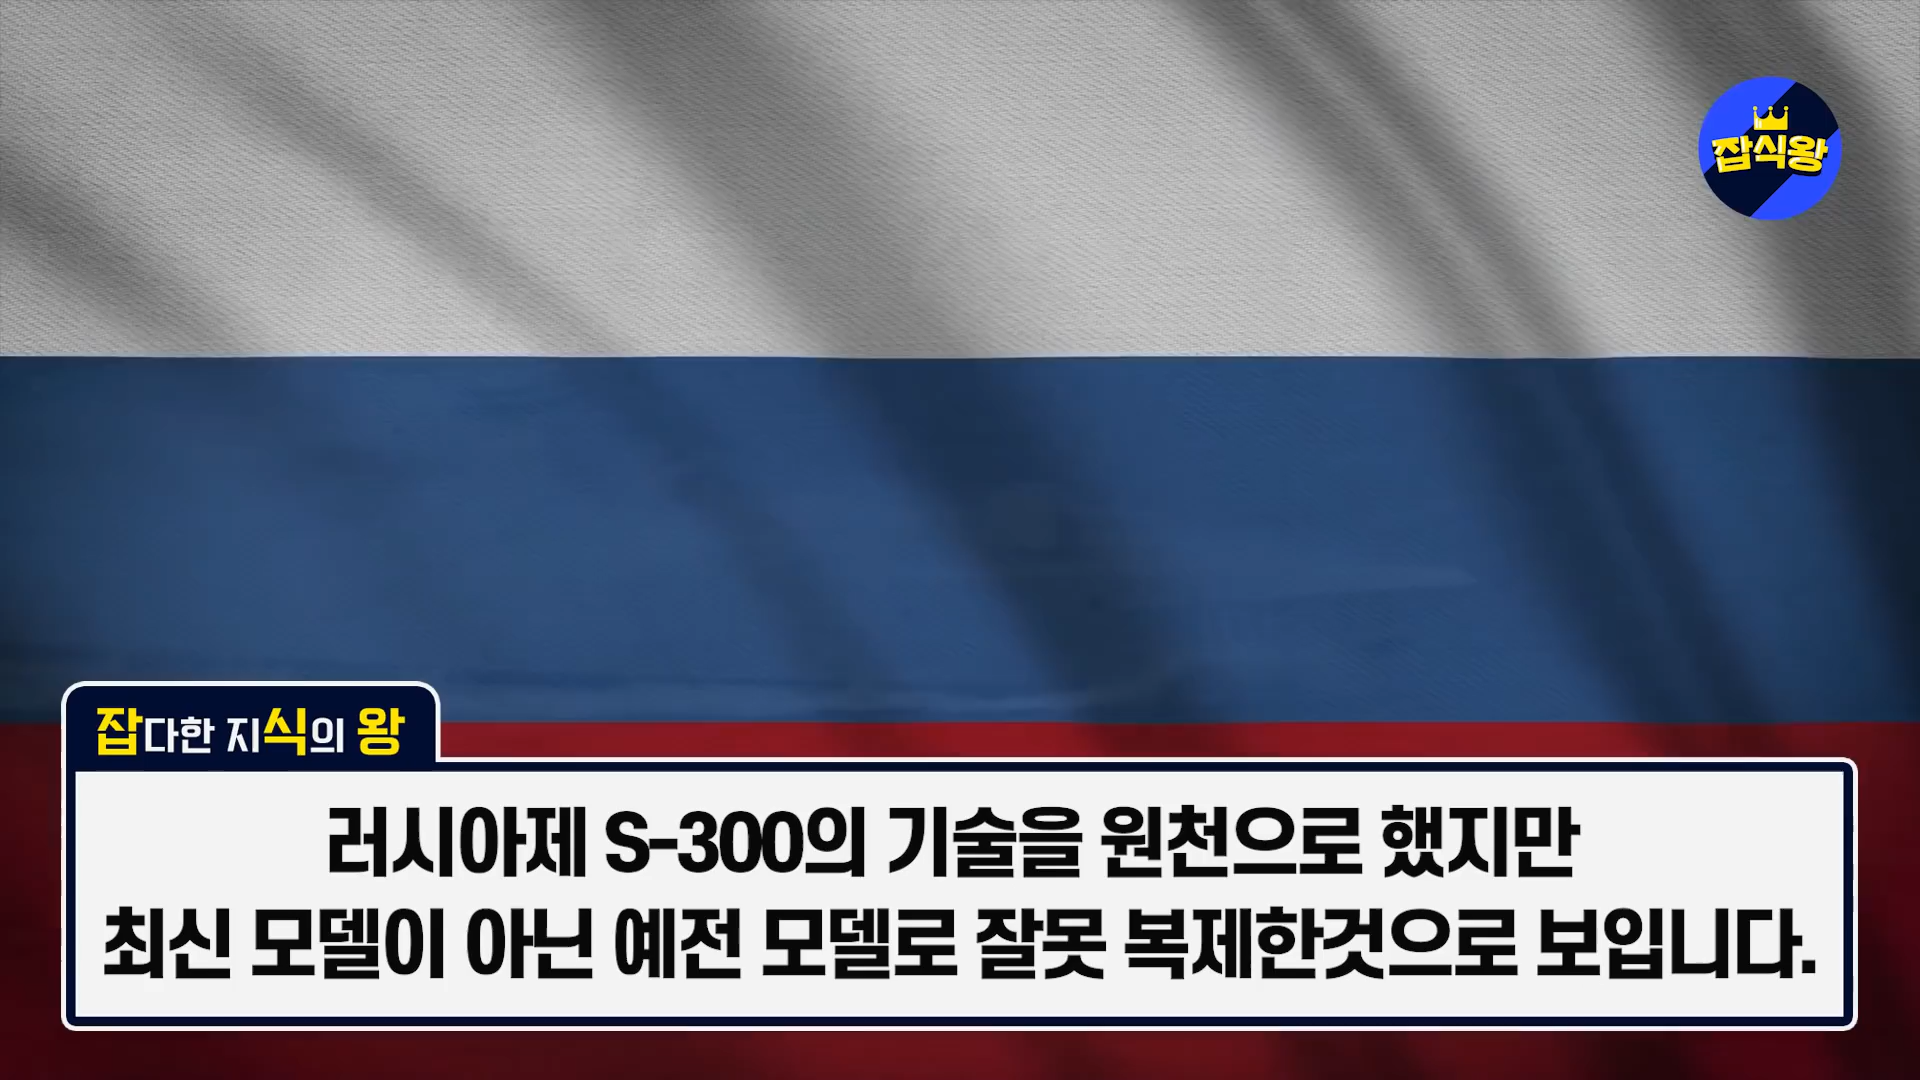 잡식왕
잡다한 지식의 왕
러시아제 S-300의 기술을 원천으로 했지만
최신 모델이 아닌 예전 모델로 잘못 복제한것으로 보입니다.